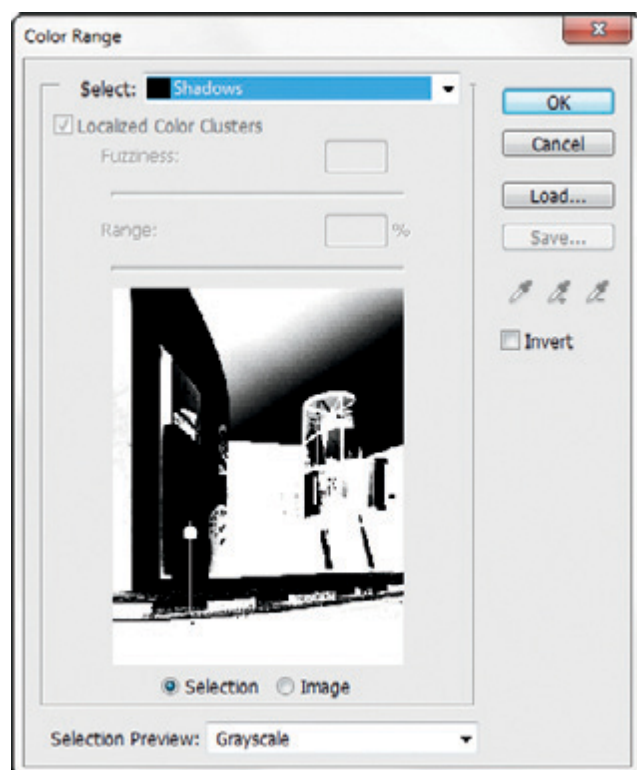 Color Range
Select: Shadows
Localized Color Clusters
Fuzziness:
Range: %
OK
Cancel
Load...
Save...
Invert
Selection Image
Selection Preview: Grayscale